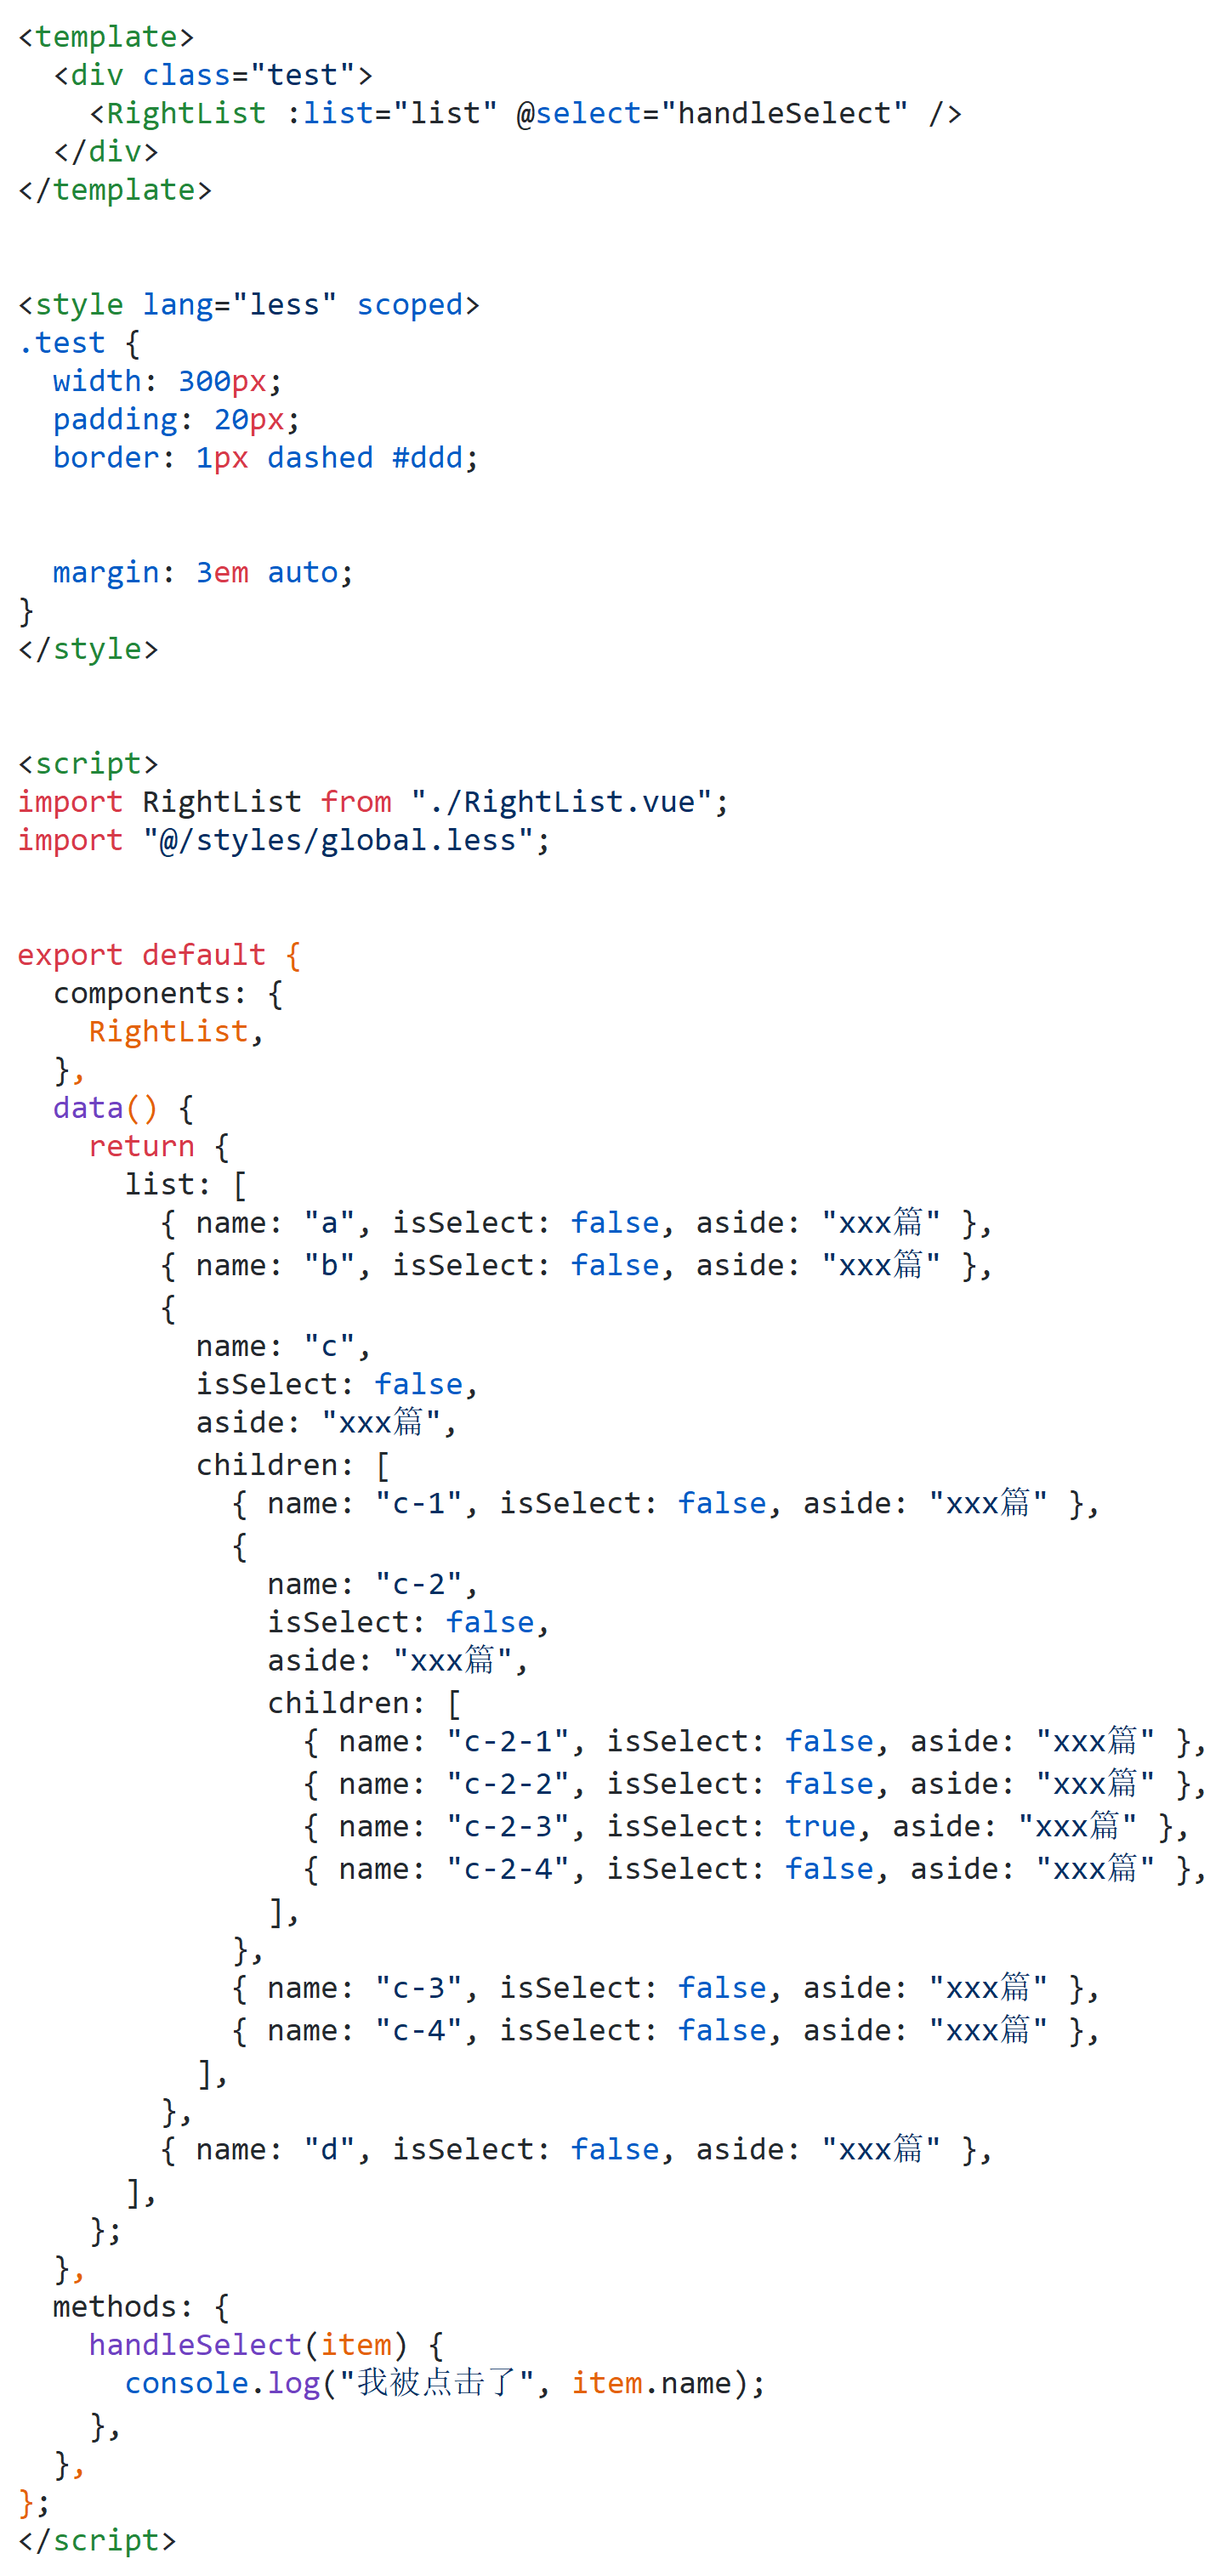 <template>
  <div class="test">
    <RightList :list="list" @select="handleSelect" />
  </div>
</template>


<style lang="less" scoped>
.test {
  width: 300px;
  padding: 20px;
  border: 1px dashed #ddd;


  margin: 3em auto;
}
</style>


<script>
import RightList from "./RightList.vue";
import "@/styles/global.less";


export default {
  components: {
    RightList,
  },
  data() {
    return {
      list: [
        { name: "a", isSelect: false, aside: "xxx篇" },
        { name: "b", isSelect: false, aside: "xxx篇" },
        {
          name: "c",
          isSelect: false,
          aside: "xxx篇",
          children: [
            { name: "c-1", isSelect: false, aside: "xxx篇" },
            {
              name: "c-2",
              isSelect: false,
              aside: "xxx篇",
              children: [
                { name: "c-2-1", isSelect: false, aside: "xxx篇" },
                { name: "c-2-2", isSelect: false, aside: "xxx篇" },
                { name: "c-2-3", isSelect: true, aside: "xxx篇" },
                { name: "c-2-4", isSelect: false, aside: "xxx篇" },
              ],
            },
            { name: "c-3", isSelect: false, aside: "xxx篇" },
            { name: "c-4", isSelect: false, aside: "xxx篇" },
          ],
        },
        { name: "d", isSelect: false, aside: "xxx篇" },
      ],
    };
  },
  methods: {
    handleSelect(item) {
      console.log("我被点击了", item.name);
    },
  },
};
</script>